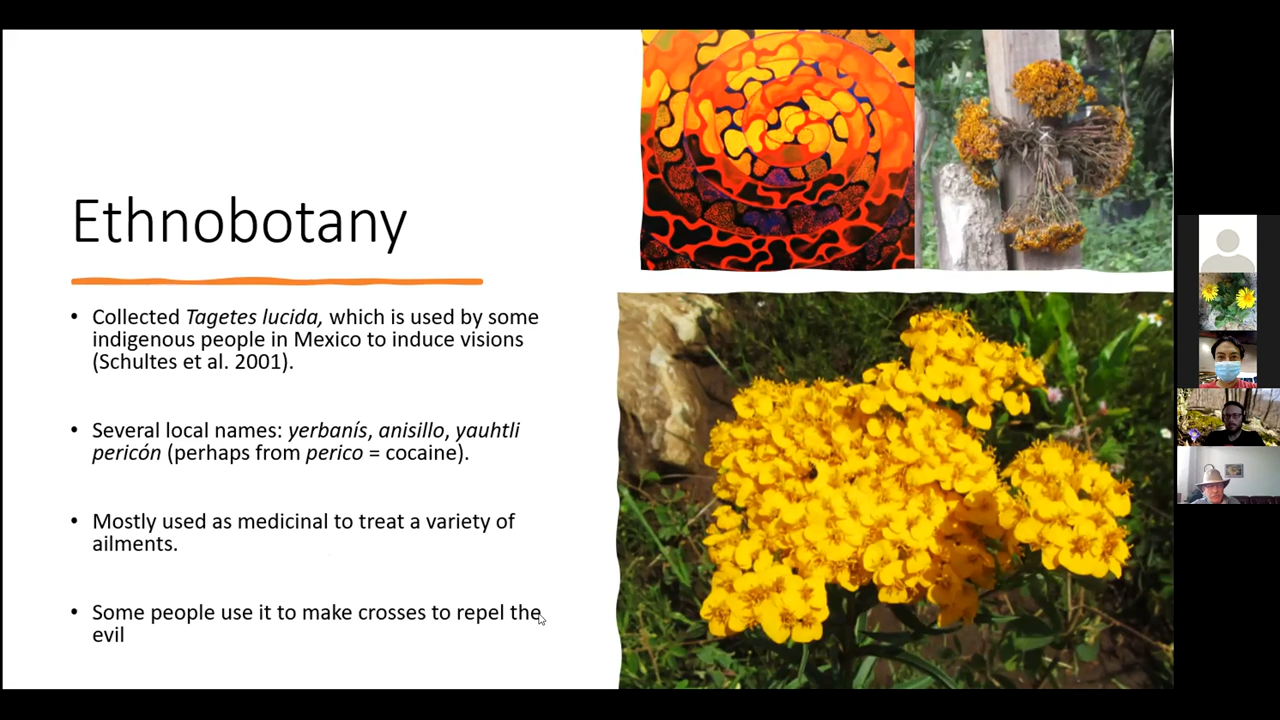 Ethnobotany
• Collected Tagetes lucida, which is used by some
indigenous people in Mexico to induce visions
(Schultes et al. 2001).
• Several local names: yerbanís, anisillo, yauhtli
pericón (perhaps from perico = cocaine).
• Mostly used as medicinal to treat a variety of
ailments.
• Some people use it to make crosses to repel the
evil